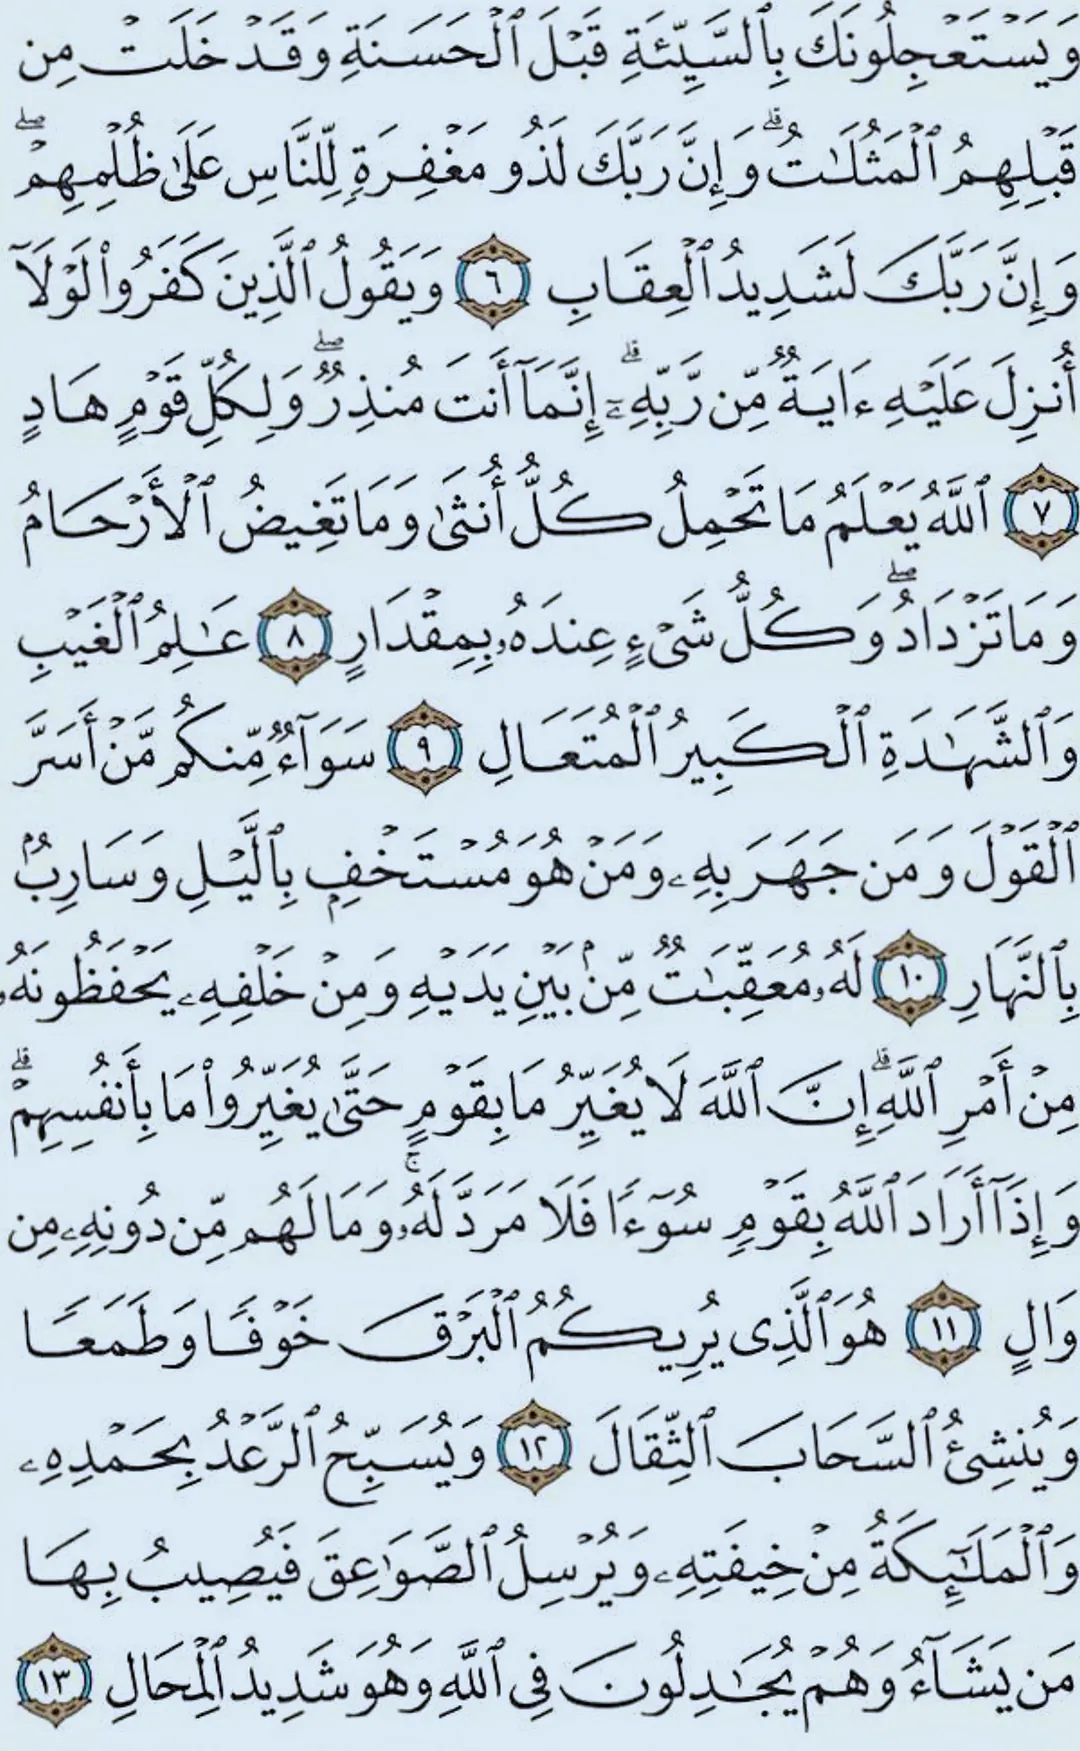 وَيَسْتَعْجِلُونَكَ بِٱلسَّيِّئَةِ قَبْلَ ٱلْحَسَنَةِ وَقَدْ خَلَتْ مِن
قَبْلِهِمُ ٱلْمَثُلَـٰتُ ۗ وَإِنَّ رَبَّكَ لَذُو مَغْفِرَةٍ لِّلنَّاسِ عَلَىٰ ظُلْمِهِمْ ۖ
وَإِنَّ رَبَّكَ لَشَدِيدُ ٱلْعِقَابِ ٦ وَيَقُولُ ٱلَّذِينَ كَفَرُوا۟ لَوْلَآ
أُنزِلَ عَلَيْهِ ءَايَةٌ مِّن رَّبِّهِۦٓ ۗ إِنَّمَآ أَنتَ مُنذِرٌ ۖ وَلِكُلِّ قَوْمٍ هَادٍ
٧ ٱللَّهُ يَعْلَمُ مَا تَحْمِلُ كُلُّ أُنثَىٰ وَمَا تَغِيضُ ٱلْأَرْحَامُ
وَمَا تَزْدَادُ ۖ وَكُلُّ شَىْءٍ عِندَهُۥ بِمِقْدَارٍ ٨ عَـٰلِمُ ٱلْغَيْبِ
وَٱلشَّهَـٰدَةِ ٱلْكَبِيرُ ٱلْمُتَعَالِ ٩ سَوَآءٌ مِّنكُم مَّنْ أَسَرَّ
ٱلْقَوْلَ وَمَن جَهَرَ بِهِۦ وَمَنْ هُوَ مُسْتَخْفٍۭ بِٱلَّيْلِ وَسَارِبٌۢ
بِٱلنَّهَارِ ١٠ لَهُۥ مُعَقِّبَـٰتٌ مِّنۢ بَيْنِ يَدَيْهِ وَمِنْ خَلْفِهِۦ يَحْفَظُونَهُۥ
مِنْ أَمْرِ ٱللَّهِ ۗ إِنَّ ٱللَّهَ لَا يُغَيِّرُ مَا بِقَوْمٍ حَتَّىٰ يُغَيِّرُوا۟ مَا بِأَنفُسِهِمْ ۗ
وَإِذَآ أَرَادَ ٱللَّهُ بِقَوْمٍ سُوٓءًا فَلَا مَرَدَّ لَهُۥ ۚ وَمَا لَهُم مِّن دُونِهِۦ مِن
وَالٍ ١١ هُوَ ٱلَّذِى يُرِيكُمُ ٱلْبَرْقَ خَوْفًا وَطَمَعًا
وَيُنشِئُ ٱلسَّحَابَ ٱلثِّقَالَ ١٢ وَيُسَبِّحُ ٱلرَّعْدُ بِحَمْدِهِۦ
وَٱلْمَلَـٰٓئِكَةُ مِنْ خِيفَتِهِۦ وَيُرْسِلُ ٱلصَّوَٰعِقَ فَيُصِيبُ بِهَا
مَن يَشَآءُ وَهُمْ يُجَـٰدِلُونَ فِى ٱللَّهِ وَهُوَ شَدِيدُ ٱلْمِحَالِ ١٣